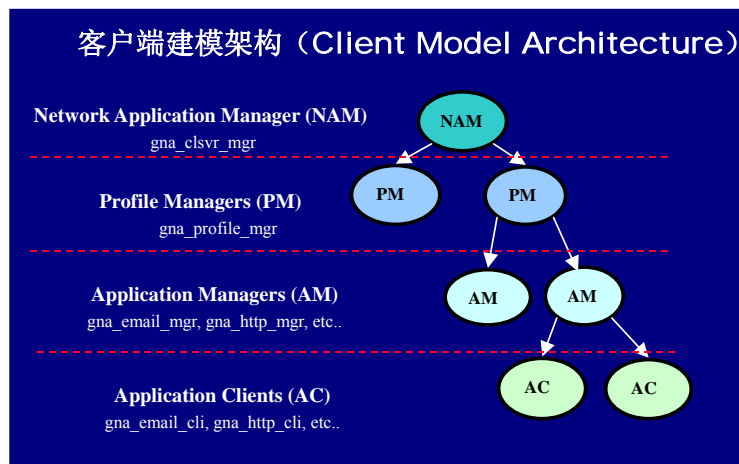 客户端建模架构（Client Model Architecture）
Network Application Manager (NAM)
gna_clsvr_mgr
NAM
Profile Managers (PM)
gna_profile_mgr
PM
PM
Application Managers (AM)
gna_email_mgr, gna_http_mgr, etc..
AM
AM
Application Clients (AC)
gna_email_cli, gna_http_cli, etc..
AC
AC